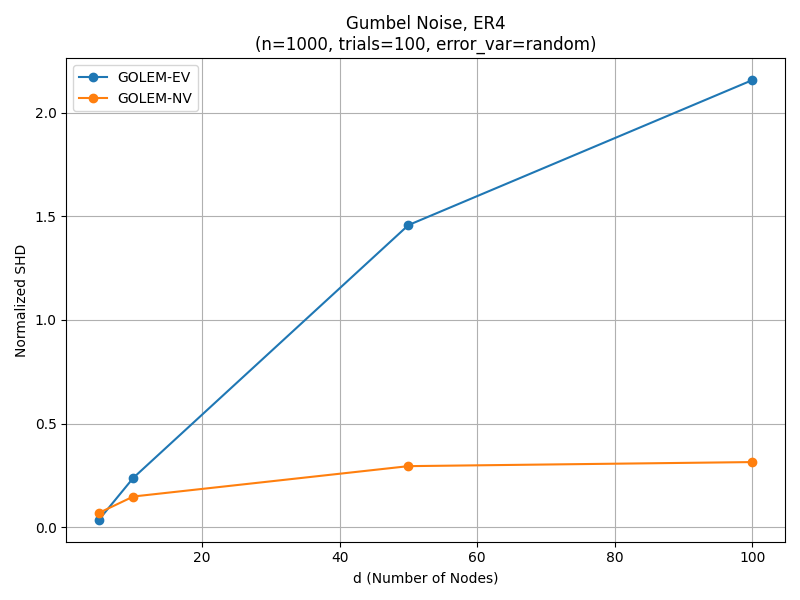 Gumbel Noise, ER4
(n=1000, trials=100, error_var=random)
GOLEM-EV
GOLEM-NV
Normalized SHD
2.0
1.5
1.0
0.5
0.0
20
40
60
80
100
d (Number of Nodes)